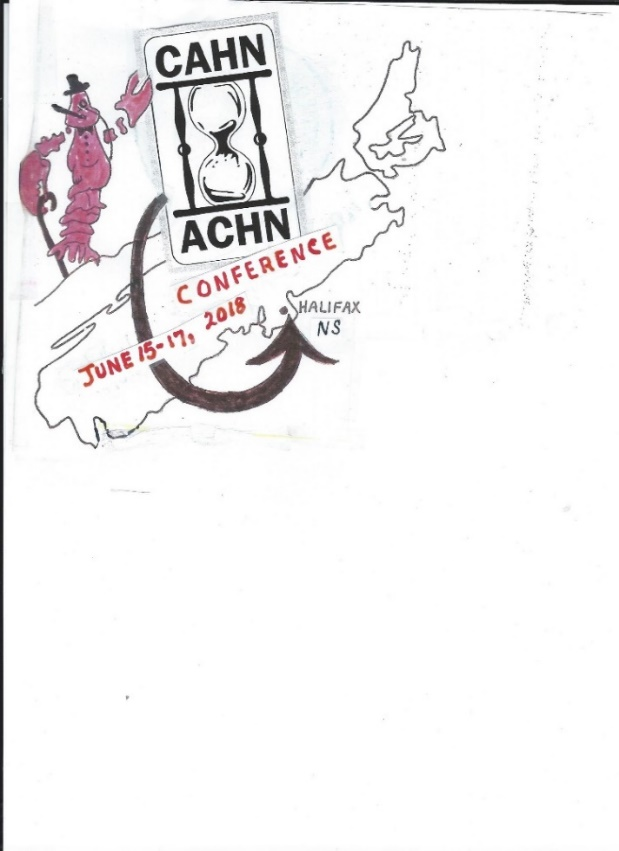 CAHN
ACHN
CONFERENCE
JUNE 15-17, 2018
HALIFAX
NS